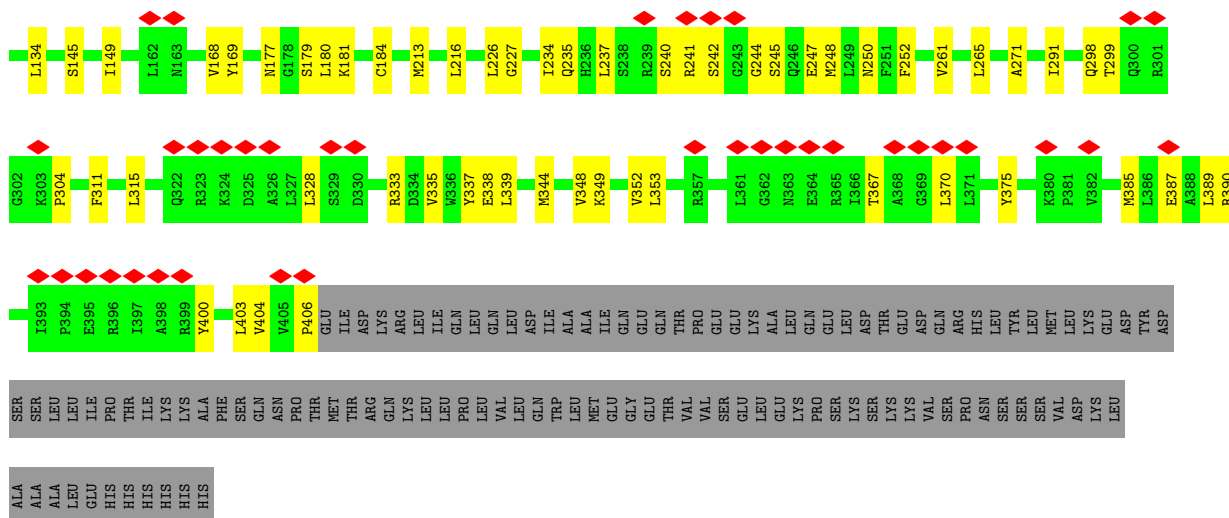 L134 S145 I149 L162 N163 V168 Y169 N177 G178 S179 L180 K181 C184 M213 L216 L226 G227 I234 Q235 H236 L237 S238 R239 S240 R241 S242 G243 G244 S245 Q246 E247 M248 L249 N250 F251 F252 V261 L265 A271 I291 Q298 T299 Q300 R301
G302 K303 P304 F311 L315 Q322 R323 K324 D325 A326 L327 L328 S329 D330 R333 D334 V335 W336 Y337 E338 L339 M344 V348 K349 V352 L353 R357 L361 G362 N363 E364 R365 I366 T367 A368 G369 L370 L371 Y375 K380 P381 V382 M385 L386 E387 A388 L389 R390
I393 P394 E395 R396 I397 A398 R399 Y400 L403 V404 V405 P406 GLU ILE ASP LYS ARG LEU ILE GLN LEU GLN LEU ASP ILE ALA ALA ILE GLN GLU GLN THR PRO GLU GLU LYS ALA LEU GLN GLU LEU ASP THR GLU ASP GLN ARG HIS LEU TYR LEU MET LEU LYS GLU ASP TYR ASP
SER SER LEU LEU ILE PRO THR ILE LYS LYS ALA PHE SER GLN ASN PRO THR MET THR ARG GLN LYS LEU LEU PRO LEU VAL LEU GLN TRP LEU MET GLU GLY GLU THR VAL VAL SER GLU LEU GLU LYS PRO SER LYS SER LYS LYS VAL SER PRO ASN SER SER SER VAL ASP LYS LEU
ALA ALA ALA LEU GLU HIS HIS HIS HIS HIS HIS